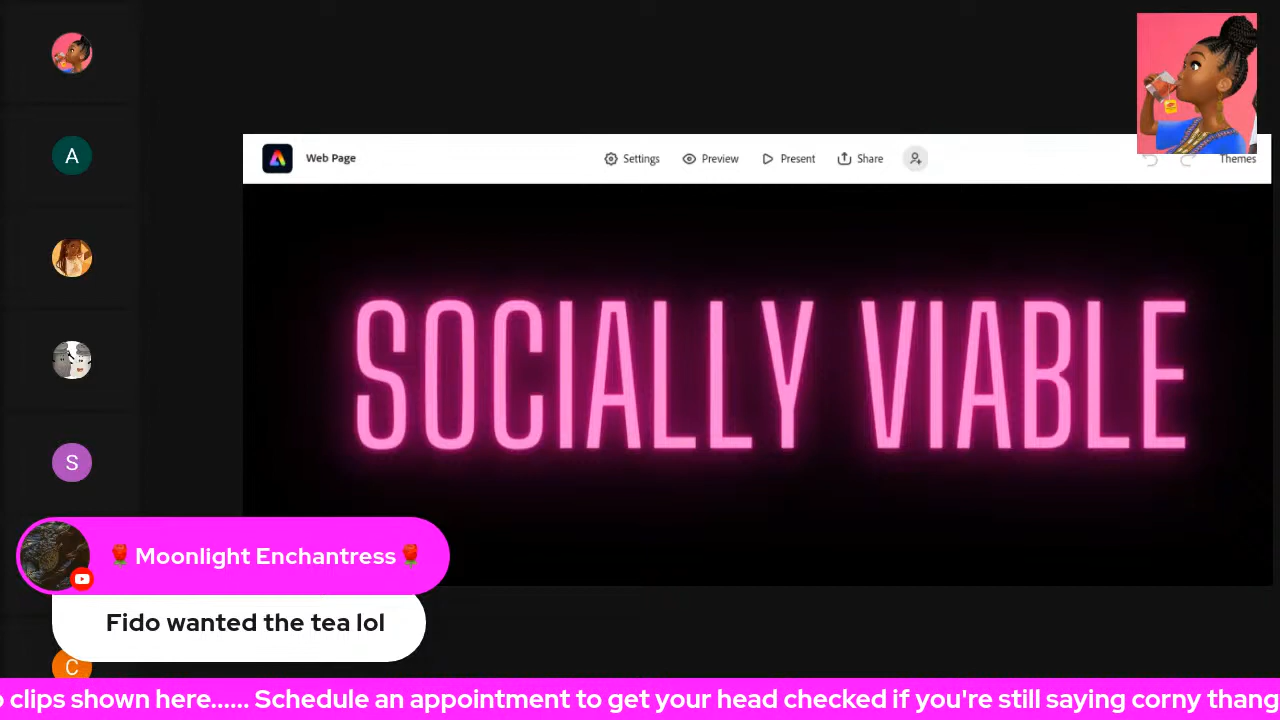 A
Web Page
Settings
Preview
Present
Share
Themes
SOCIALLY VIABLE
S
🌹Moonlight Enchantress🌹
Fido wanted the tea lol
C
clips shown here...... Schedule an appointment to get your head checked if you're still saying corny thang